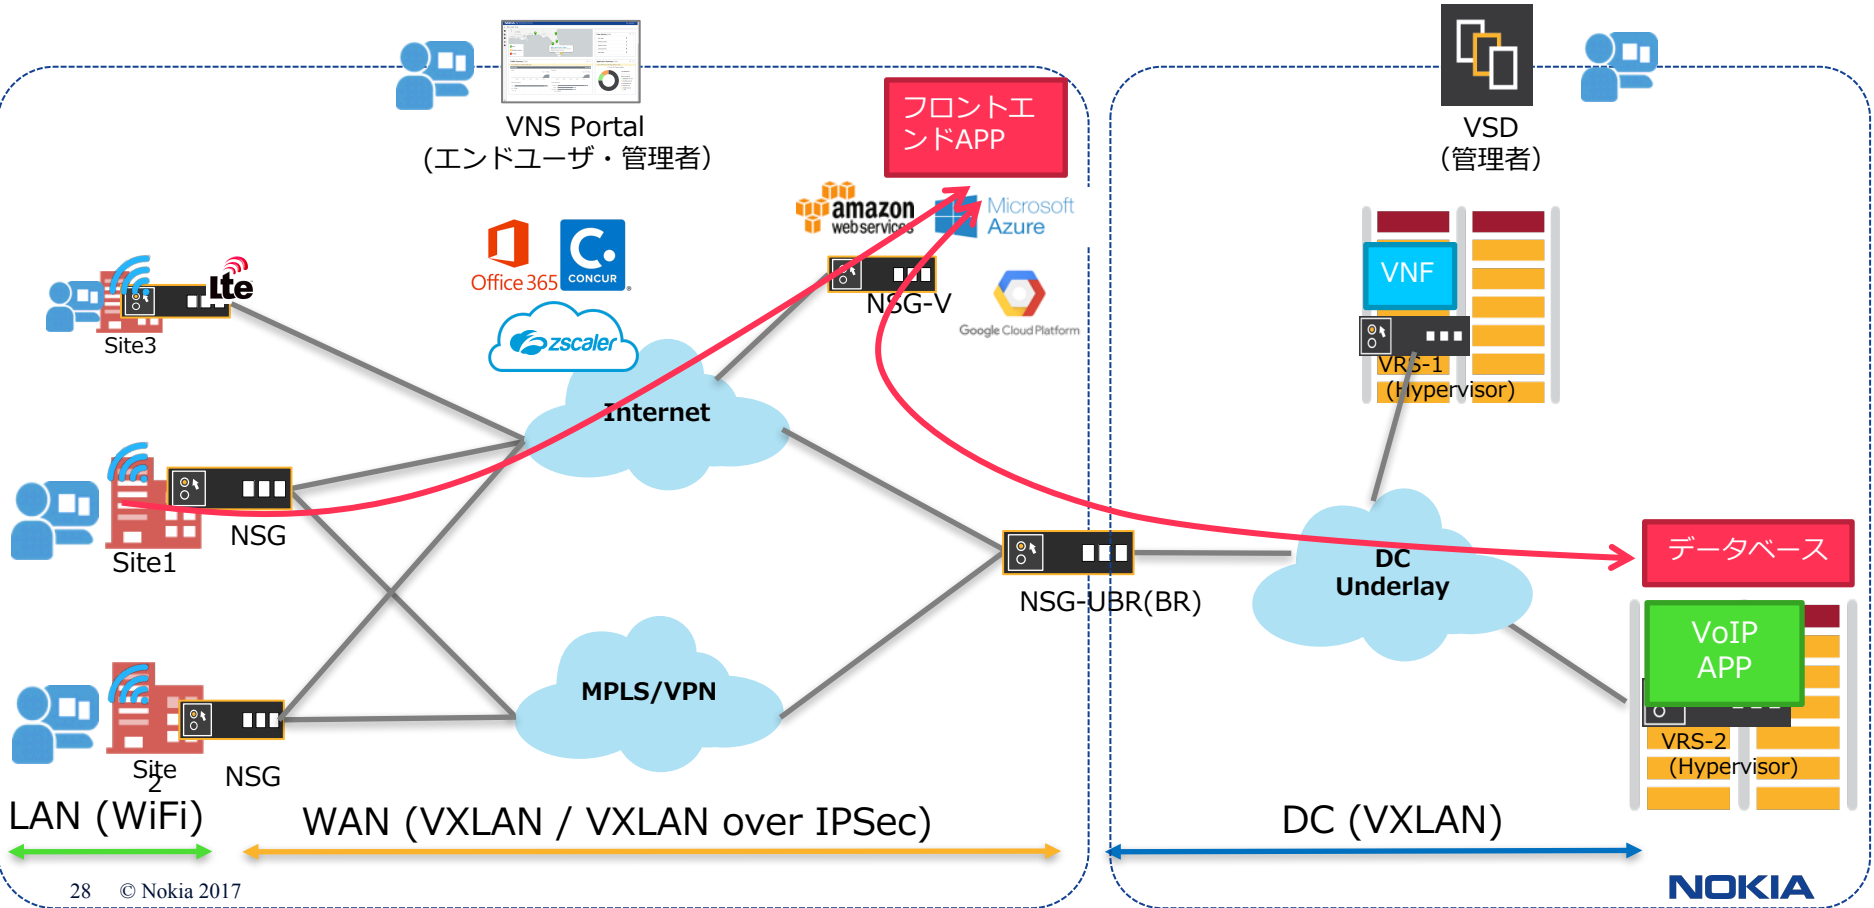 VNS Portal
(エンドユーザ・管理者)
フロントエ
ンドAPP
VSD
(管理者)
amazon
webservices
Microsoft
Azure
Office 365
C.
CONCUR
Lte
NSG-V
Google Cloud Platform
VNF
Site3
zscaler
VRS-1
(Hypervisor)
Internet
NSG
Site1
データベース
DC
Underlay
NSG-UBR(BR)
VoIP
APP
MPLS/VPN
VRS-2
(Hypervisor)
Site
2
NSG
LAN (WiFi)
WAN (VXLAN / VXLAN over IPSec)
DC (VXLAN)
28 © Nokia 2017
NOKIA